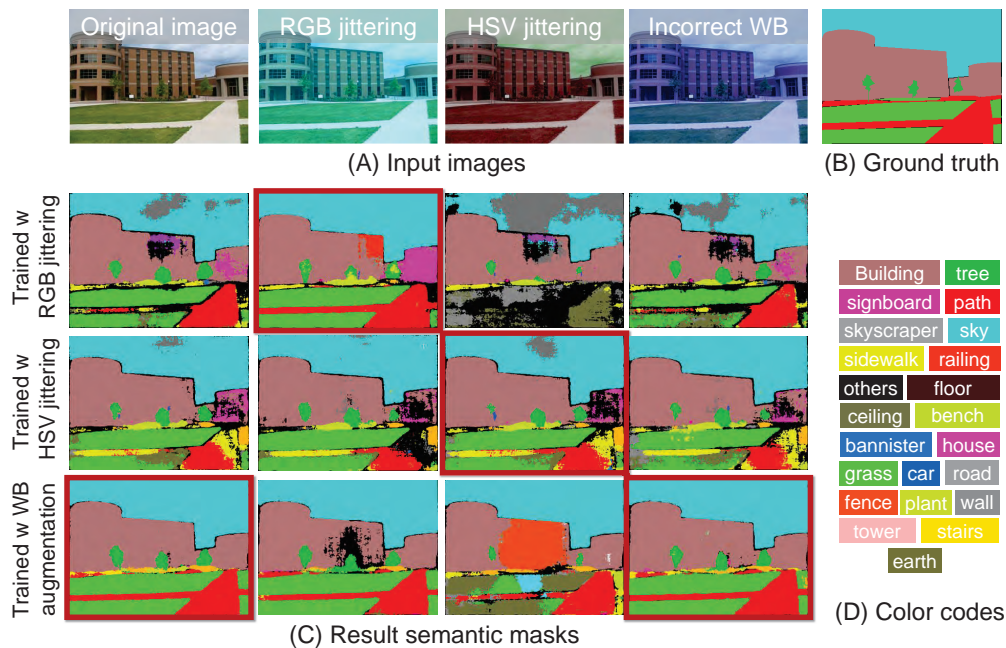 Original image
RGB jittering
HSV jittering
Incorrect WB
(A) Input images
(B) Ground truth
Trained w
RGB jittering
Trained w
HSV jittering
Trained w WB
augmentation
(C) Result semantic masks
Building tree
signboard path
skyscraper sky
sidewalk railing
others floor
ceiling bench
bannister house
grass car road
fence plant wall
tower stairs
earth
(D) Color codes